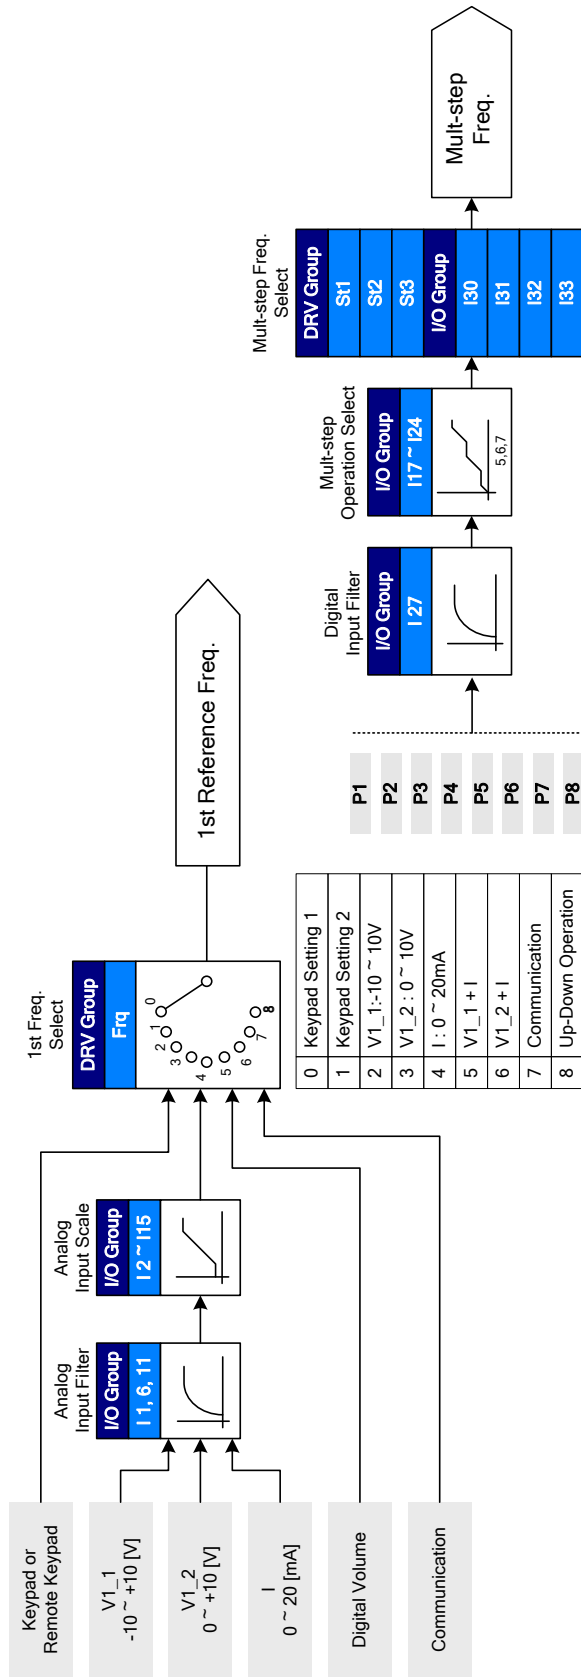 Keypad or
Remote Keypad
V1_1
-10 ~ +10 [V]
V1_2
0 ~ +10 [V]
I
0 ~ 20 [mA]
Digital Volume
Communication
Analog
Input Filter
I/O Group
I 1, 6, 11
Analog
Input Scale
I/O Group
I 2 ~ I15
1st Freq.
Select
DRV Group
Frq
0
1
2
3
4
5
6
7
8
1st Reference Freq.
0 Keypad Setting 1
1 Keypad Setting 2
2 V1_1:-10 ~ 10V
3 V1_2 : 0 ~ 10V
4 I : 0 ~ 20mA
5 V1_1 + I
6 V1_2 + I
7 Communication
8 Up-Down Operation
P1
P2
P3
P4
P5
P6
P7
P8
Digital
Input Filter
I/O Group
I 27
Mult-step
Operation Select
I/O Group
I17 ~ I24
5,6,7
Mult-step Freq.
Select
DRV Group
St1
St2
St3
I/O Group
I30
I31
I32
I33
Mult-step
Freq.